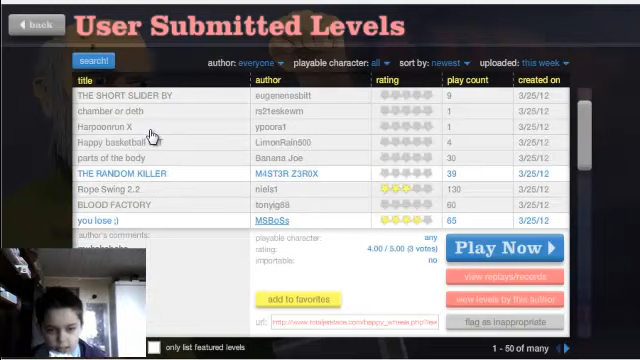 back
User Submitted Levels
search!
author: everyone playable character: all sort by: newest uploaded: this week
title author rating play count created on
THE SHORT SLIDER BY eugenenesbitt 9 3/25/12
chamber or deth rs21eskewm 1 3/25/12
Harpoonrun X ypoora1 1 3/25/12
Happy basketball LimonRain500 4 3/25/12
parts of the body Banana Joe 30 3/25/12
THE RANDOM KILLER M4ST3R Z3R0X 39 3/25/12
Rope Swing 2.2 niels1 130 3/25/12
BLOOD FACTORY tonyig88 60 3/25/12
you lose ;) MSBoSs 65 3/25/12
author's comments:
playable character: any
rating: 4.00 / 5.00 (3 votes)
importable: no
Play Now
view replays/records
add to favorites
view levels by this author
url:
flag as inappropriate
only list featured levels
1 - 50 of many